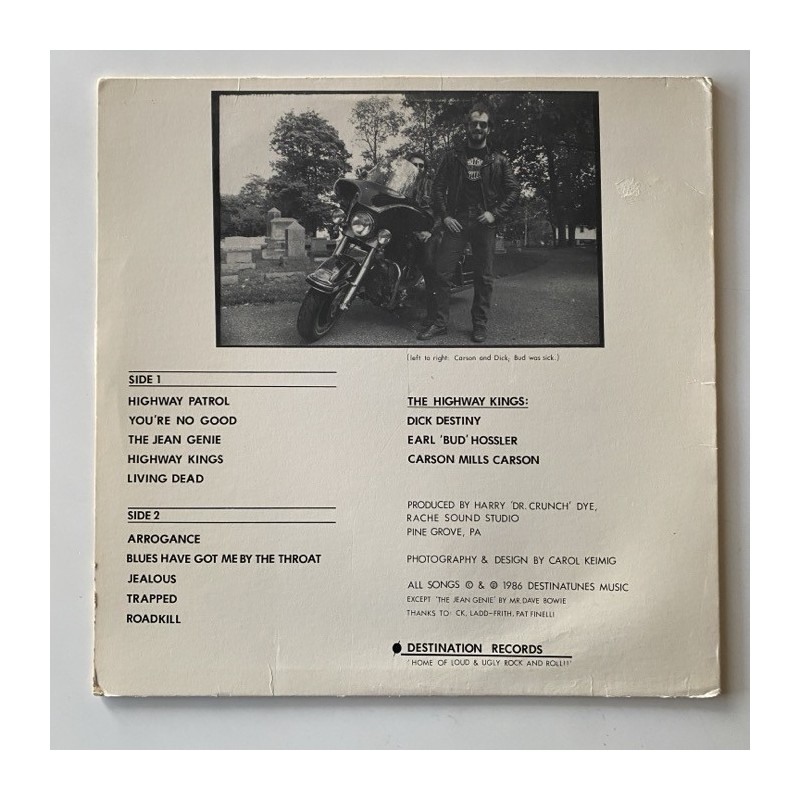 (left to right: Carson and Dick, Bud was sick.)
SIDE 1
HIGHWAY PATROL
YOU'RE NO GOOD
THE JEAN GENIE
HIGHWAY KINGS
LIVING DEAD
SIDE 2
ARROGANCE
BLUES HAVE GOT ME BY THE THROAT
JEALOUS
TRAPPED
ROADKILL
THE HIGHWAY KINGS:
DICK DESTINY
EARL 'BUD' HOSSLER
CARSON MILLS CARSON
PRODUCED BY HARRY 'DR. CRUNCH' DYE,
RACHE SOUND STUDIO
PINE GROVE, PA
PHOTOGRAPHY & DESIGN BY CAROL KEIMIG
ALL SONGS © & ℗ 1986 DESTINATUNES MUSIC
EXCEPT 'THE JEAN GENIE' BY MR. DAVE BOWIE
THANKS TO: CK, LADD-FRITH, PAT FINELLI
DESTINATION RECORDS
'HOME OF LOUD & UGLY ROCK AND ROLL!!'